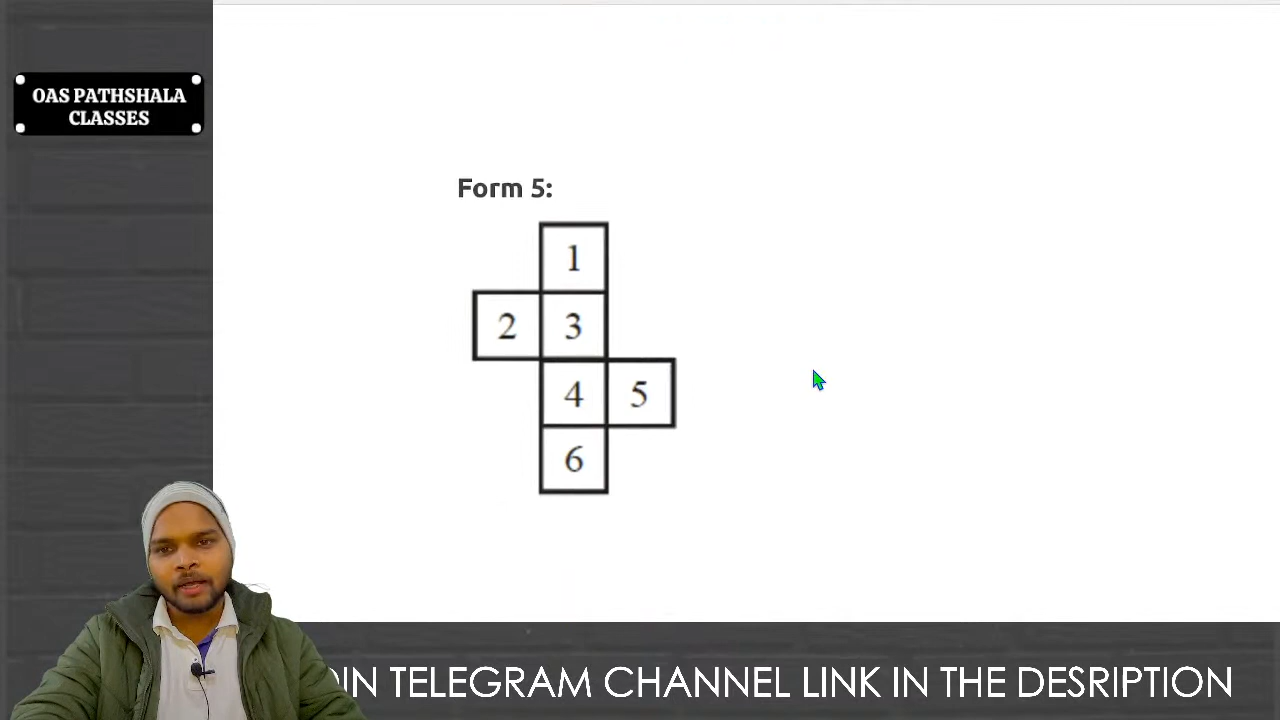 OAS PATHSHALA
CLASSES
Form 5:
1
2 3
4 5
6
IN TELEGRAM CHANNEL LINK IN THE DESRIPTION